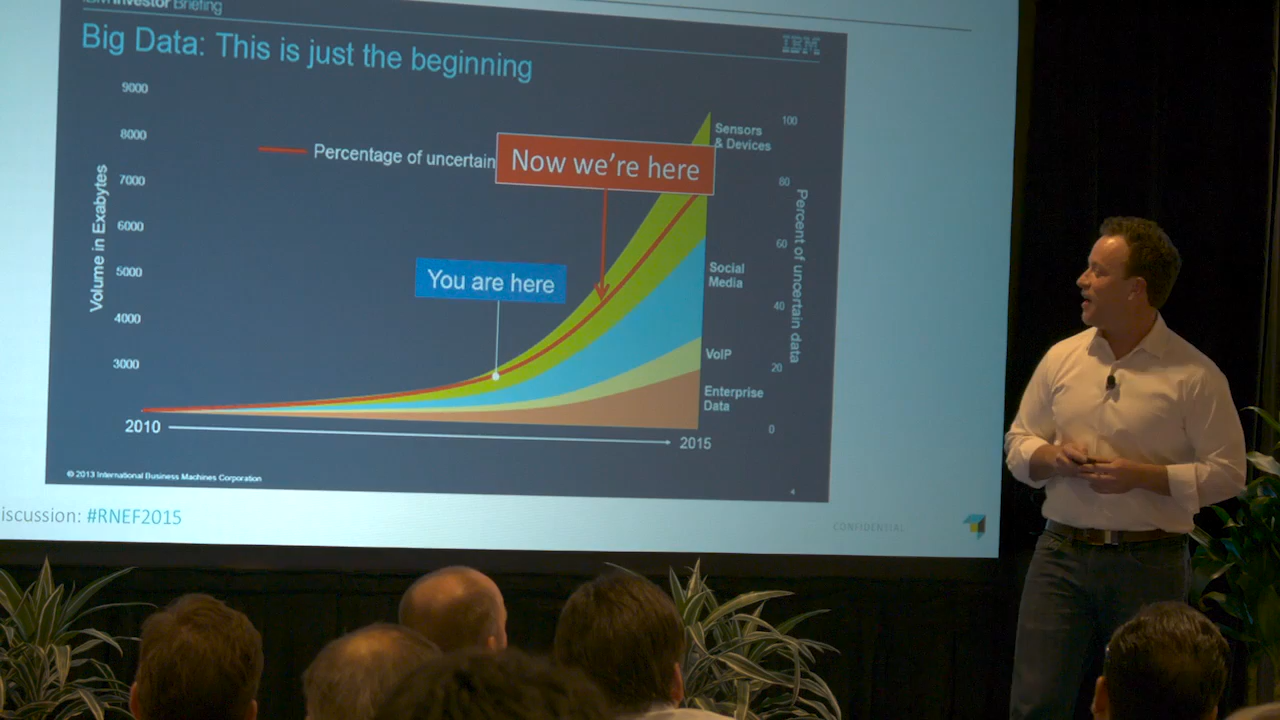 IBM Investor Briefing
Big Data: This is just the beginning
IBM
9000
8000
7000
6000
5000
4000
3000
Volume in Exabytes
Percentage of uncertain
Now we're here
You are here
Sensors
& Devices
Social
Media
VoIP
Enterprise
Data
100
80
60
40
20
0
Percent of uncertain data
2010
2015
© 2013 International Business Machines Corporation
4
iscussion: #RNEF2015
CONFIDENTIAL